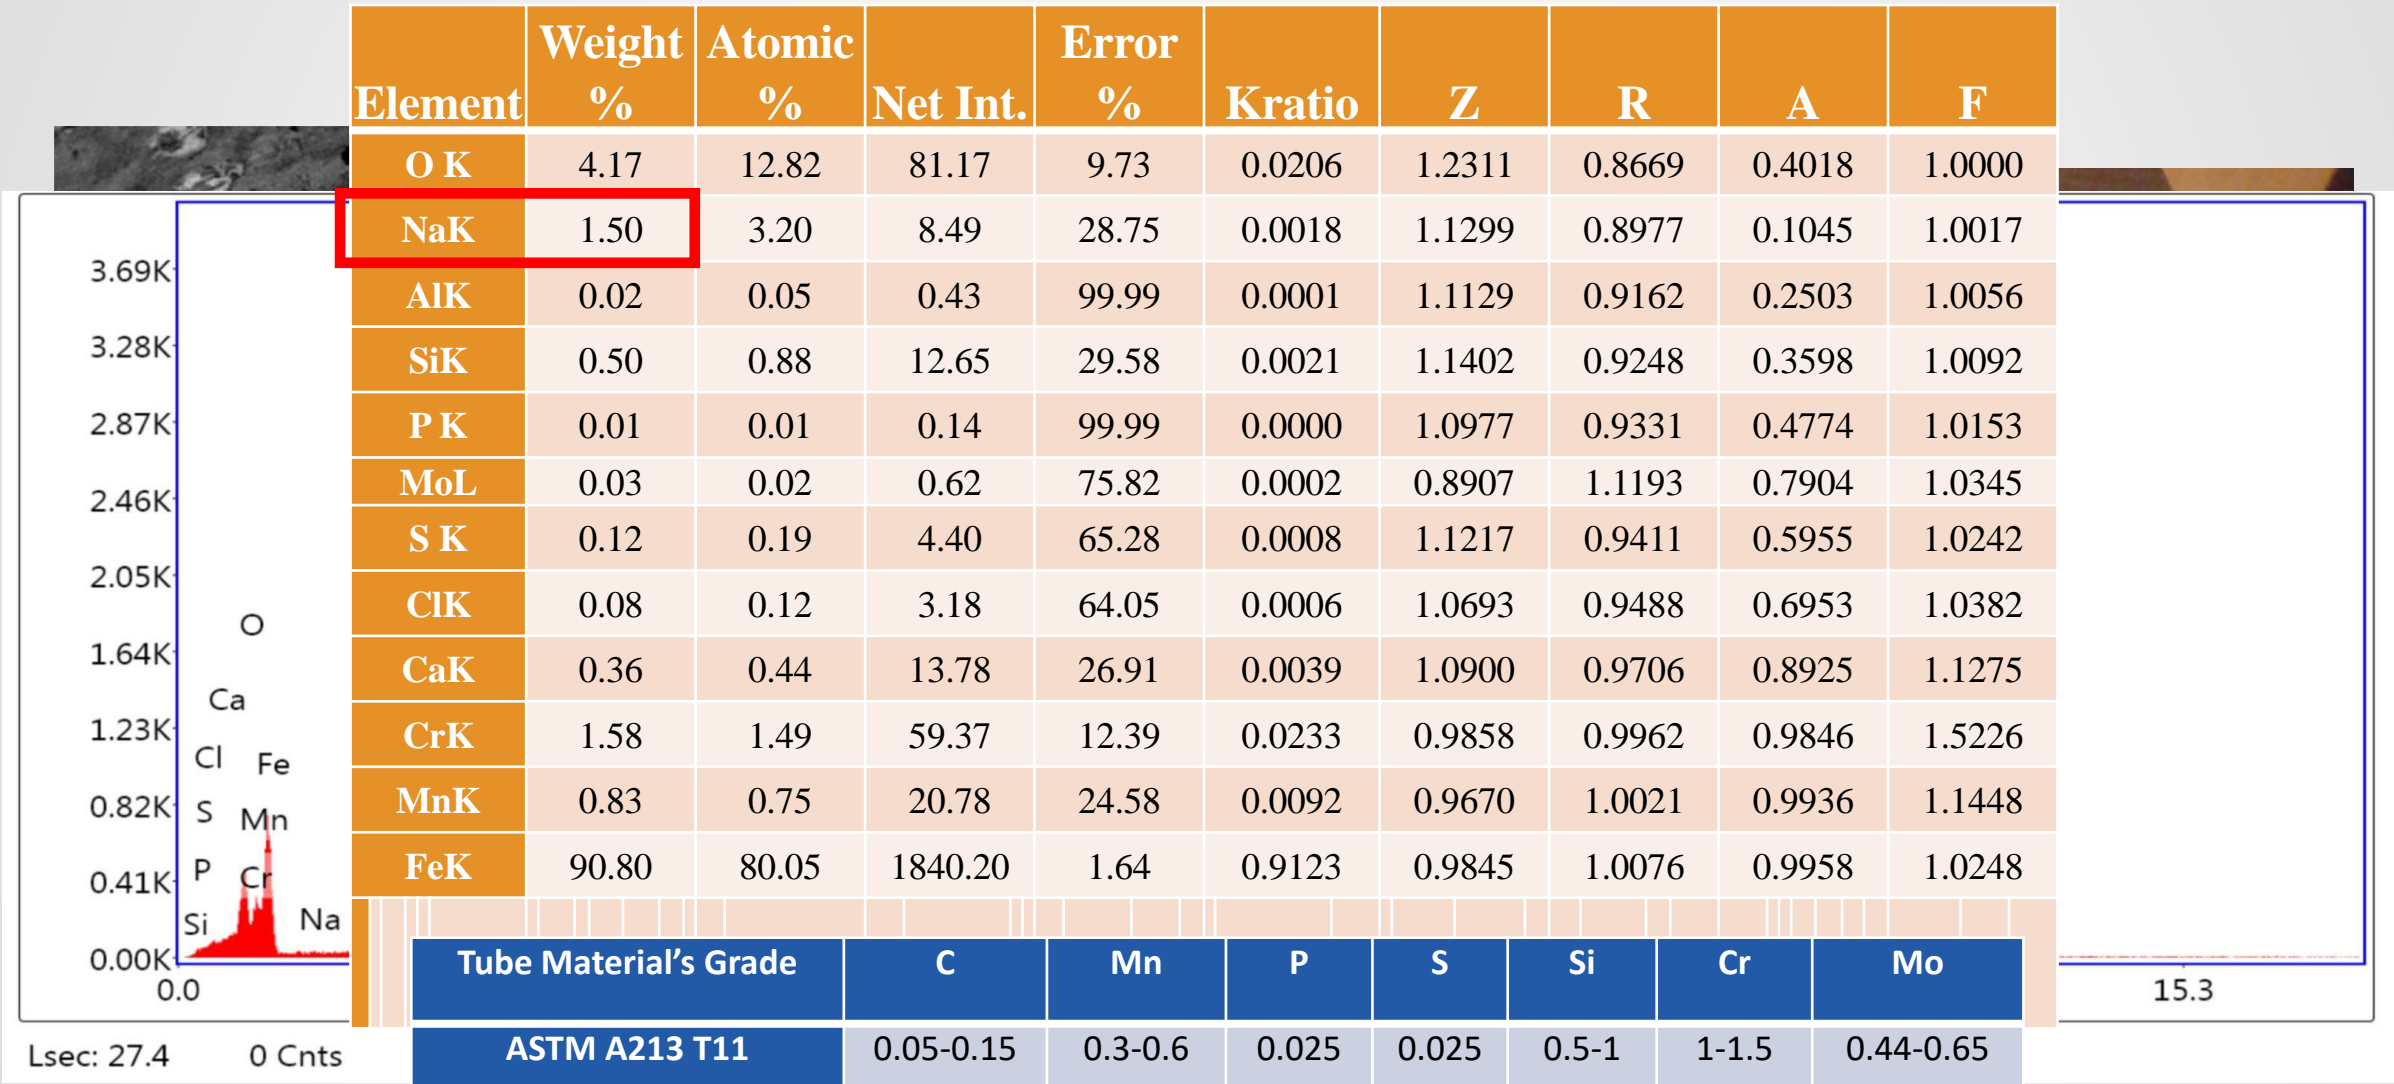 Element Weight % Atomic % Net Int. Error % Kratio Z R A F
O K 4.17 12.82 81.17 9.73 0.0206 1.2311 0.8669 0.4018 1.0000
NaK 1.50 3.20 8.49 28.75 0.0018 1.1299 0.8977 0.1045 1.0017
AlK 0.02 0.05 0.43 99.99 0.0001 1.1129 0.9162 0.2503 1.0056
SiK 0.50 0.88 12.65 29.58 0.0021 1.1402 0.9248 0.3598 1.0092
P K 0.01 0.01 0.14 99.99 0.0000 1.0977 0.9331 0.4774 1.0153
MoL 0.03 0.02 0.62 75.82 0.0002 0.8907 1.1193 0.7904 1.0345
S K 0.12 0.19 4.40 65.28 0.0008 1.1217 0.9411 0.5955 1.0242
ClK 0.08 0.12 3.18 64.05 0.0006 1.0693 0.9488 0.6953 1.0382
CaK 0.36 0.44 13.78 26.91 0.0039 1.0900 0.9706 0.8925 1.1275
CrK 1.58 1.49 59.37 12.39 0.0233 0.9858 0.9962 0.9846 1.5226
MnK 0.83 0.75 20.78 24.58 0.0092 0.9670 1.0021 0.9936 1.1448
FeK 90.80 80.05 1840.20 1.64 0.9123 0.9845 1.0076 0.9958 1.0248
3.69K
3.28K
2.87K
2.46K
2.05K
O
1.64K
Ca
1.23K
Cl Fe
0.82K S Mn
0.41K P Cr
Si Na
0.00K
0.0 15.3
Lsec: 27.4 0 Cnts
Tube Material's Grade C Mn P S Si Cr Mo
ASTM A213 T11 0.05-0.15 0.3-0.6 0.025 0.025 0.5-1 1-1.5 0.44-0.65